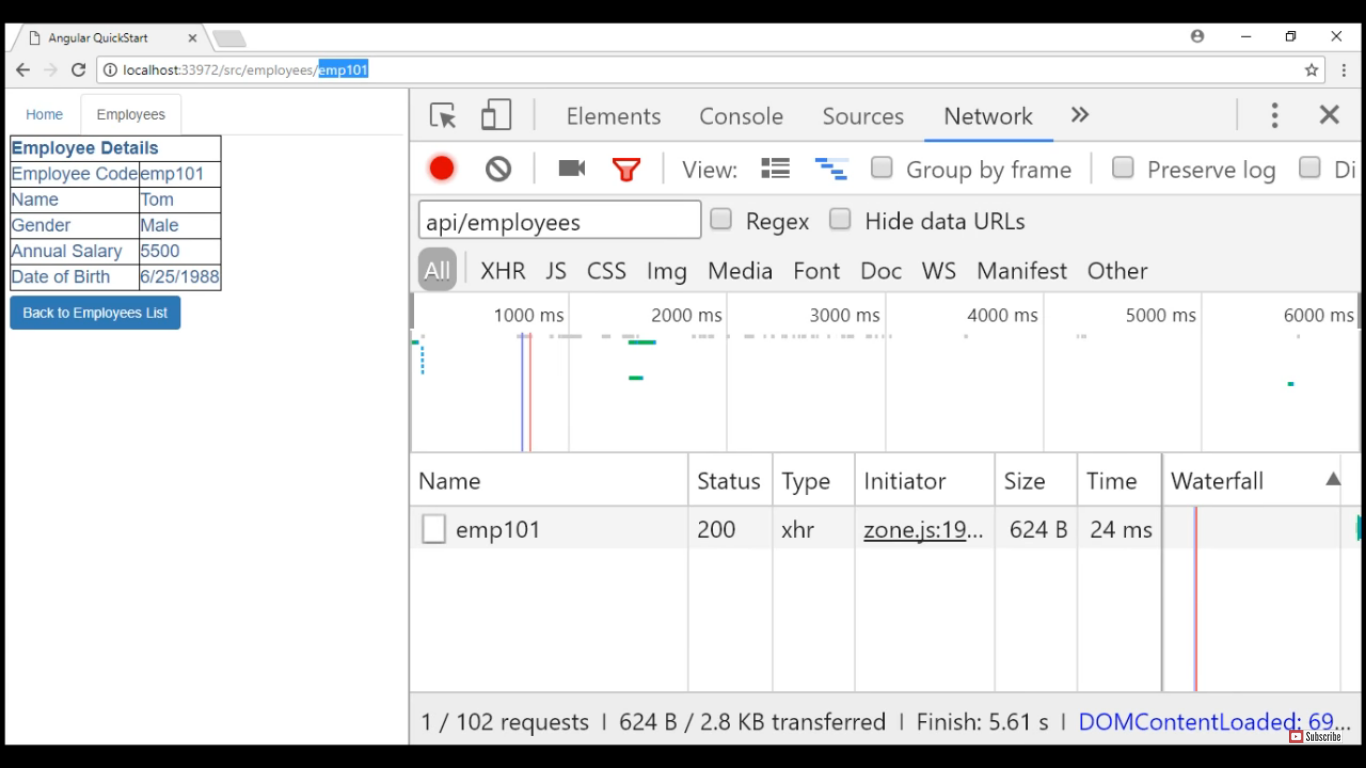 Angular QuickStart
localhost:33972/src/employees/emp101
Home Employees
Employee Details
Employee Code emp101
Name Tom
Gender Male
Annual Salary 5500
Date of Birth 6/25/1988
Back to Employees List
Elements Console Sources Network
View: Group by frame Preserve log Di
api/employees Regex Hide data URLs
All XHR JS CSS Img Media Font Doc WS Manifest Other
1000 ms 2000 ms 3000 ms 4000 ms 5000 ms 6000 ms
Name Status Type Initiator Size Time Waterfall
emp101 200 xhr zone.js:19... 624 B 24 ms
1 / 102 requests | 624 B / 2.8 KB transferred | Finish: 5.61 s | DOMContentLoaded: 69...
Subscribe